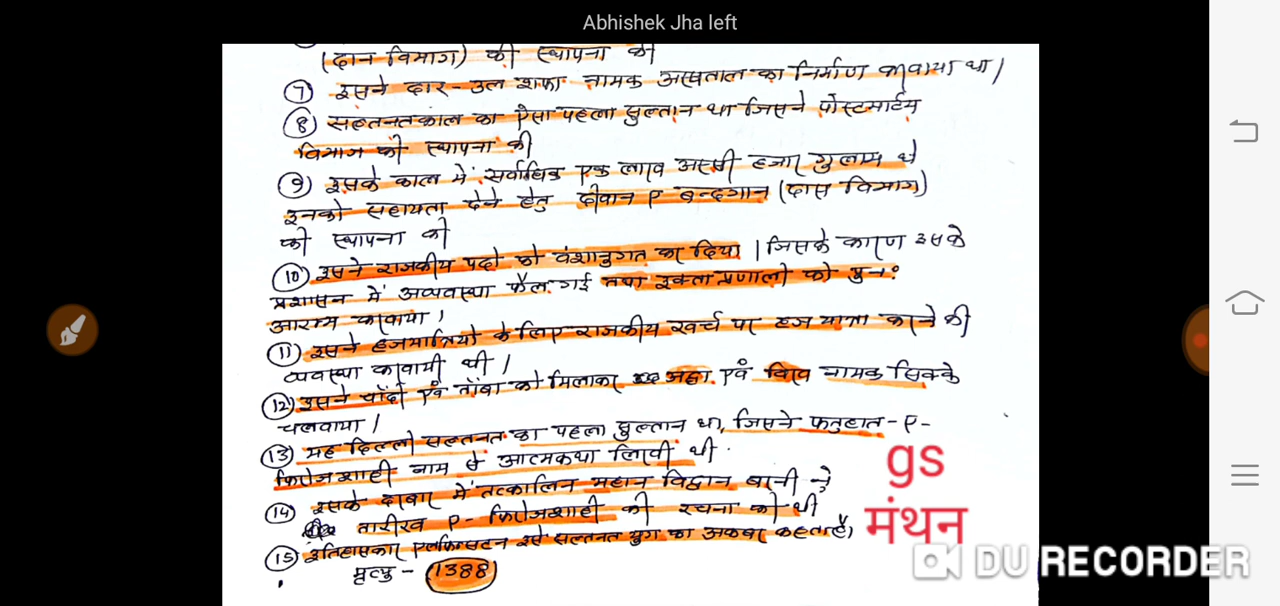 Abhishek Jha left
(दान विभाग) की स्थापना की
(7) इसने दार-उल शफा नामक अस्पताल का निर्माण करवाया था।
(8) सल्तनतकाल का ऐसा पहला सुल्तान था जिसने पोस्टमार्टम
विभाग की स्थापना की
(9) इसके काल में सर्वाधिक एक लाख अस्सी हजार गुलाम थे
इनको सहायता देने हेतु दीवान ए बन्दगान (दास विभाग)
की स्थापना की
(10) इसने राजकीय पदो को वंशानुगत कर दिया। जिसके कारण उसके
प्रशासन में अव्यवस्था फैल गई तथा इक्ता प्रणाली को पुनः
आरम्भ करवाया।
(11) इसने हजयात्रियो के लिए राजकीय खर्च पर हज यात्रा करने की
व्यवस्था करवायी थी।
(12) इसने चाँदी एवं ताँबा को मिलाकर एवं नामक सिक्के
चलवाया।
(13) यह दिल्ली सल्तनत का पहला सुल्तान था, जिसने फतुहात-ए-
फिरोजशाही नाम से आत्मकथा लिखी थी.
(14) इसके दरबार में तत्कालिन महान विद्वान बरनी ने
तारीख ए- फिरोजशाही की रचना की थी
(15) इतिहासकार एलफिंसटन इसे सल्तनत युग का अकबर कहता है।
मृत्यु - 1388
gs
मंथन
DU RECORDER